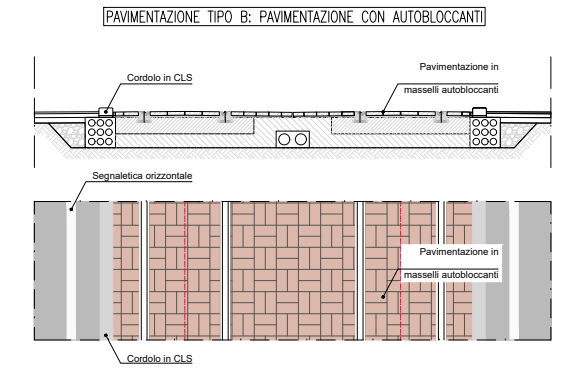 PAVIMENTAZIONE TIPO B: PAVIMENTAZIONE CON AUTOBLOCCANTI
Pavimentazione in
masselli autobloccanti
Cordolo in CLS
Segnaletica orizzontale
Pavimentazione in
masselli autobloccanti
Cordolo in CLS